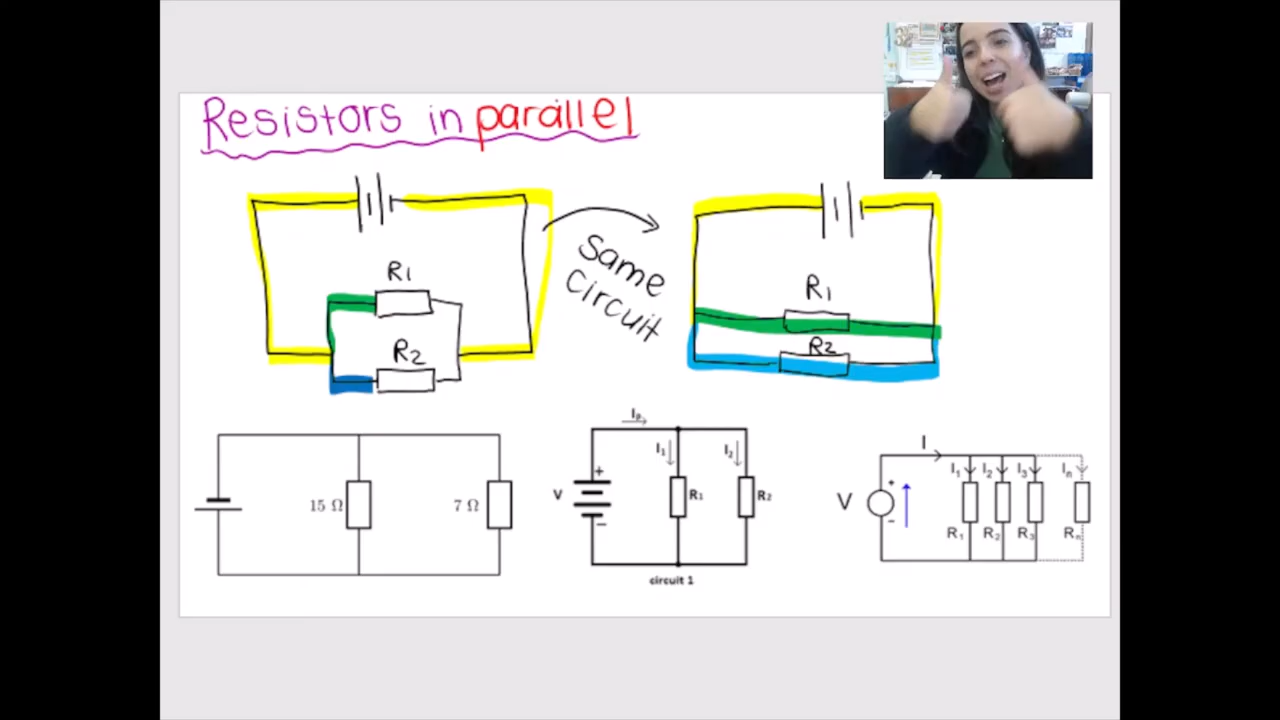 Resistors in parallel
R1
R2
Same
Circuit
R1
R2
15 Ω
7 Ω
V
+
−
I₁
I₂
R₁
R₂
circuit 1
I
V
+
−
I₁
I₂
I₃
Iₙ
R₁
R₂
R₃
Rₙ